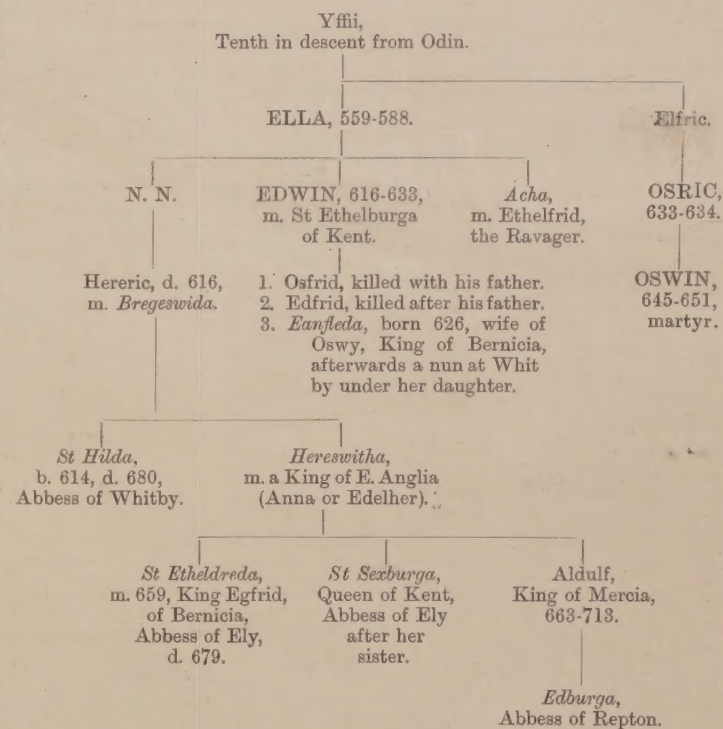 Yffii,
Tenth in descent from Odin.
ELLA, 559-588.
Elfric.
N. N.
EDWIN, 616-633,
m. St Ethelburga
of Kent.
Acha,
m. Ethelfrid,
the Ravager.
OSRIC,
633-634.
Hereric, d. 616,
m. Bregeswida.
1. Osfrid, killed with his father.
2. Edfrid, killed after his father.
3. Eanfleda, born 626, wife of
Oswy, King of Bernicia,
afterwards a nun at Whit
by under her daughter.
OSWIN,
645-651,
martyr.
St Hilda,
b. 614, d. 680,
Abbess of Whitby.
Hereswitha,
m. a King of E. Anglia
(Anna or Edelher).
St Etheldreda,
m. 659, King Egfrid,
of Bernicia,
Abbess of Ely,
d. 679.
St Sexburga,
Queen of Kent,
Abbess of Ely
after her
sister.
Aldulf,
King of Mercia,
663-713.
Edburga,
Abbess of Repton.